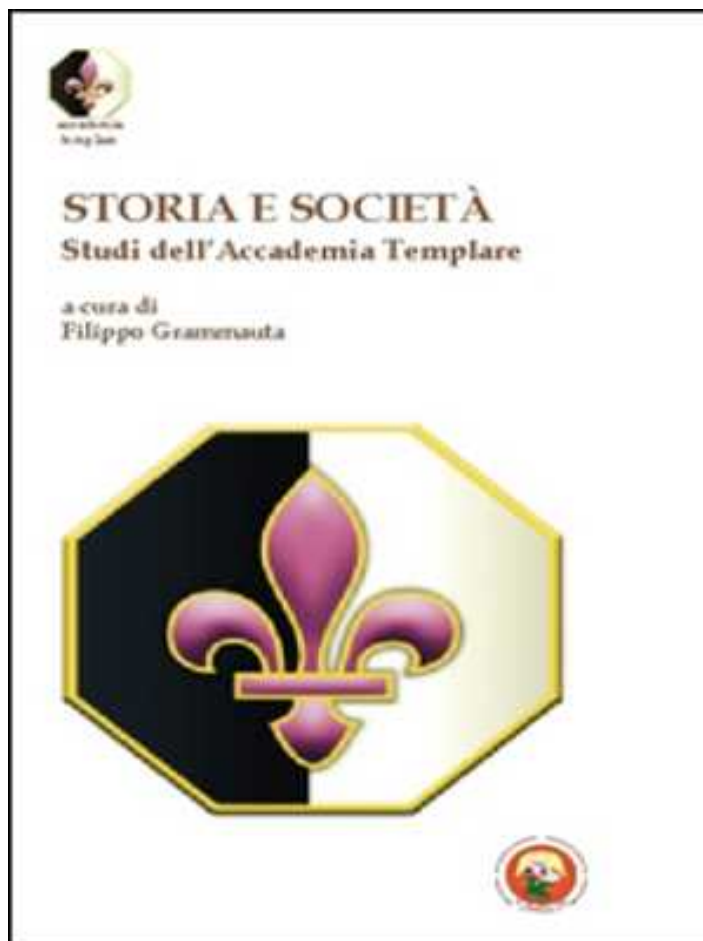 STORIA E SOCIETÀ
Studi dell'Accademia Templare
a cura di
Filippo Grammauta